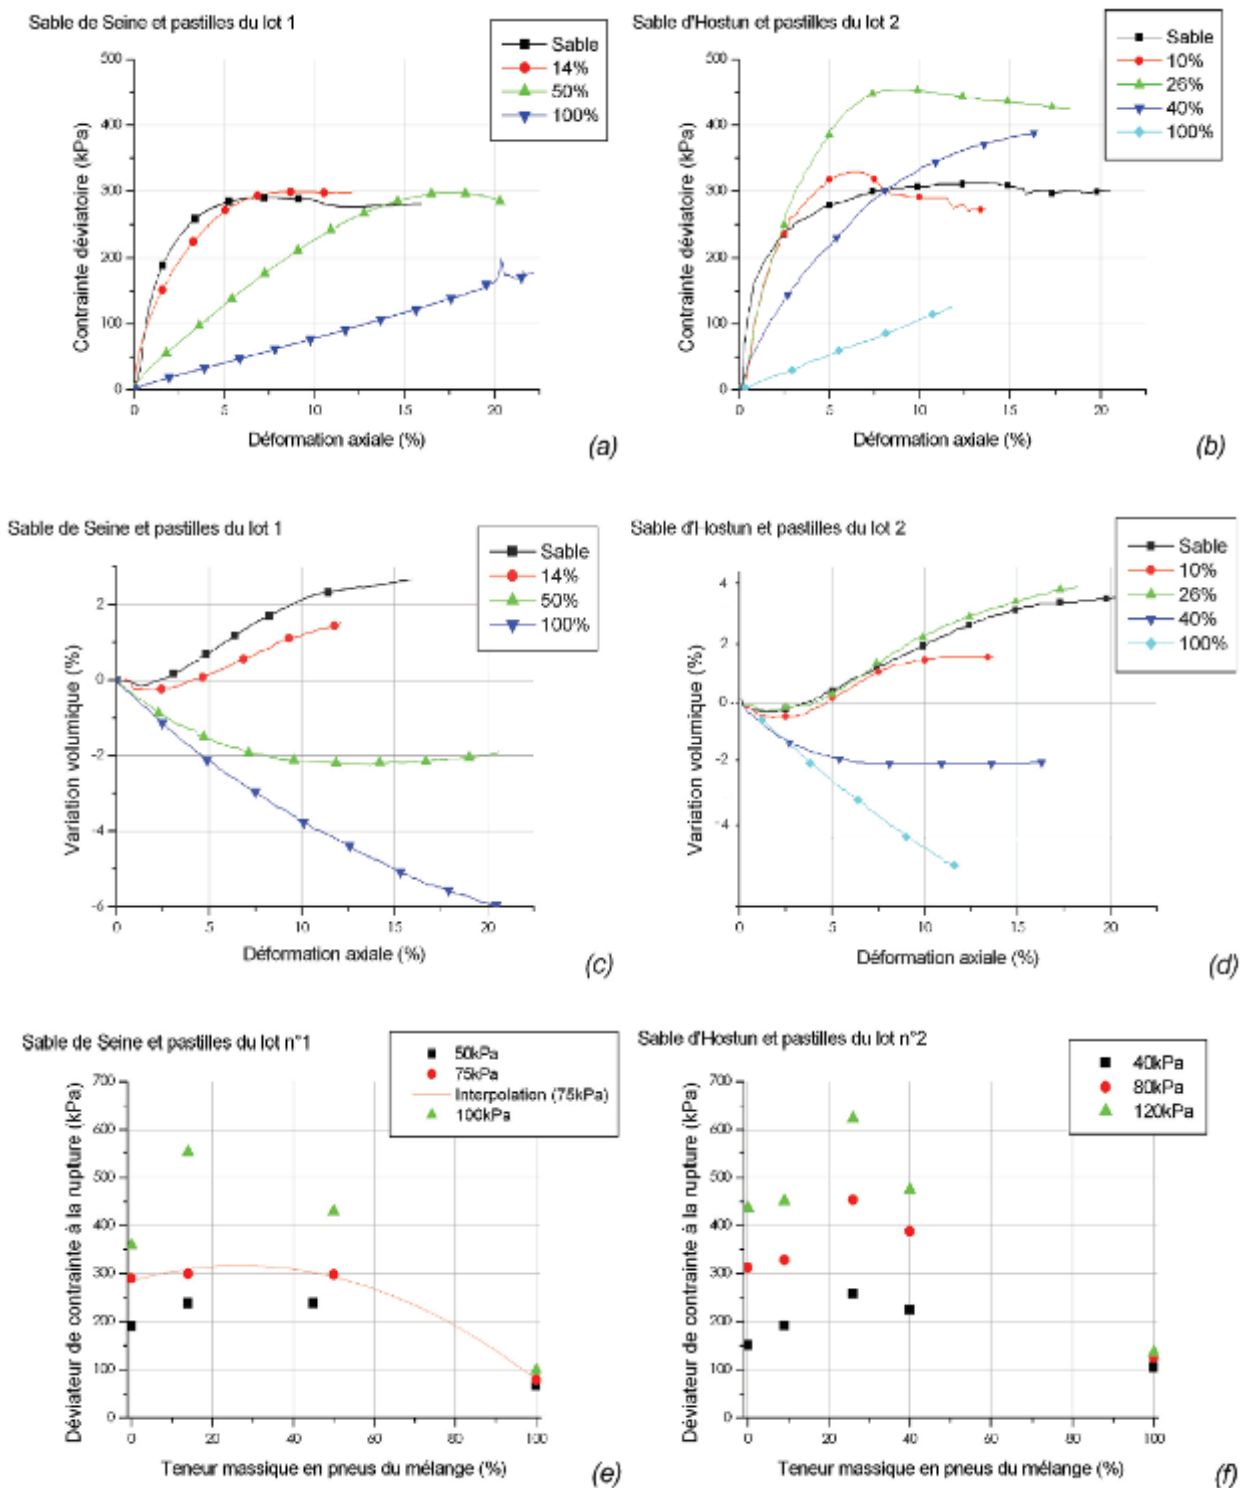 Sable de Seine et pastilles du lot 1
Sable
14%
50%
100%
Contrainte déviatoire (kPa)
500
400
300
200
100
0
0 5 10 15 20
Déformation axiale (%)
(a)
Sable d'Hostun et pastilles du lot 2
Sable
10%
26%
40%
100%
Contrainte déviatoire (kPa)
500
400
300
200
100
0
0 5 10 15 20
Déformation axiale (%)
(b)
Sable de Seine et pastilles du lot 1
Sable
14%
50%
100%
Variation volumique (%)
2
0
-2
-4
-6
0 5 10 15 20
Déformation axiale (%)
(c)
Sable d'Hostun et pastilles du lot 2
Sable
10%
26%
40%
100%
Variation volumique (%)
4
2
0
-2
-4
0 5 10 15 20
Déformation axiale (%)
(d)
Sable de Seine et pastilles du lot n°1
50kPa
75kPa
Interpolation (75kPa)
100kPa
Déviateur de contrainte à la rupture (kPa)
700
600
500
400
300
200
100
0
0 20 40 60 80 100
Teneur massique en pneus du mélange (%)
(e)
Sable d'Hostun et pastilles du lot n°2
40kPa
80kPa
120kPa
Déviateur de contrainte à la rupture (kPa)
700
600
500
400
300
200
100
0
0 20 40 60 80 100
Teneur massique en pneus du mélange (%)
(f)